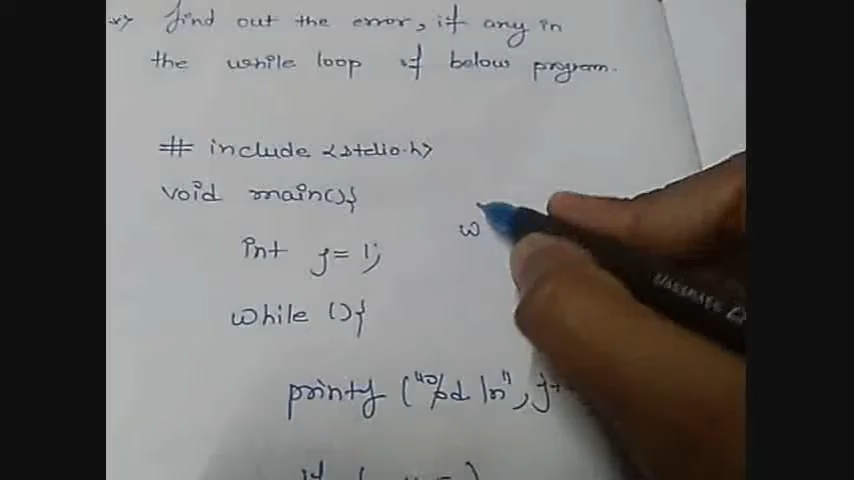 *> find out the error, if any in
the while loop of below program.
# include <stdio.h>
void main(){
int j = 1;
w
while (){
printf ("%d \n", j++
if (